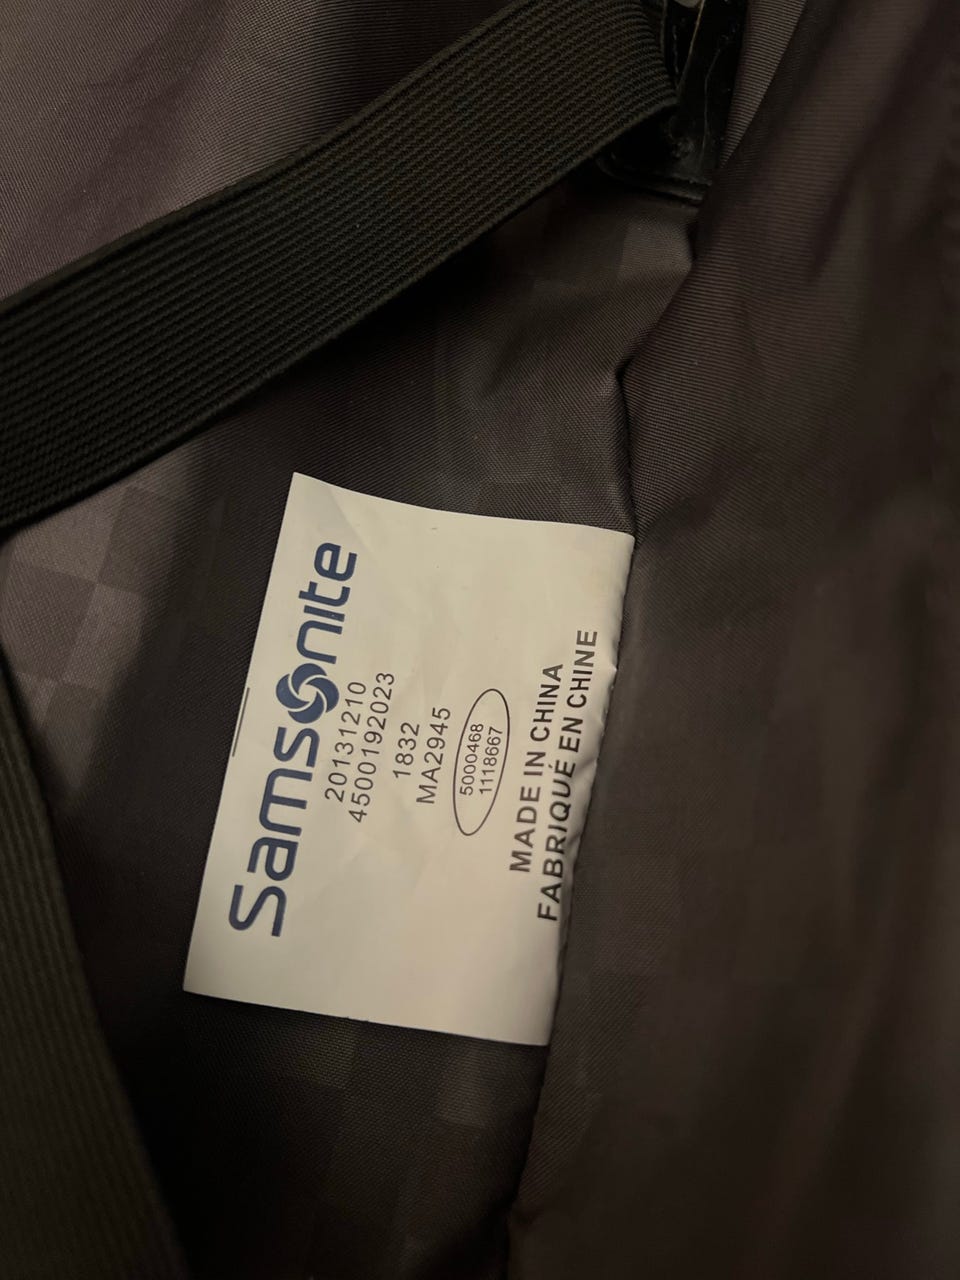 Samsonite
20131210
4500192023
1832
MA2945
5000468
1118667
MADE IN CHINA
FABRIQUÉ EN CHINE